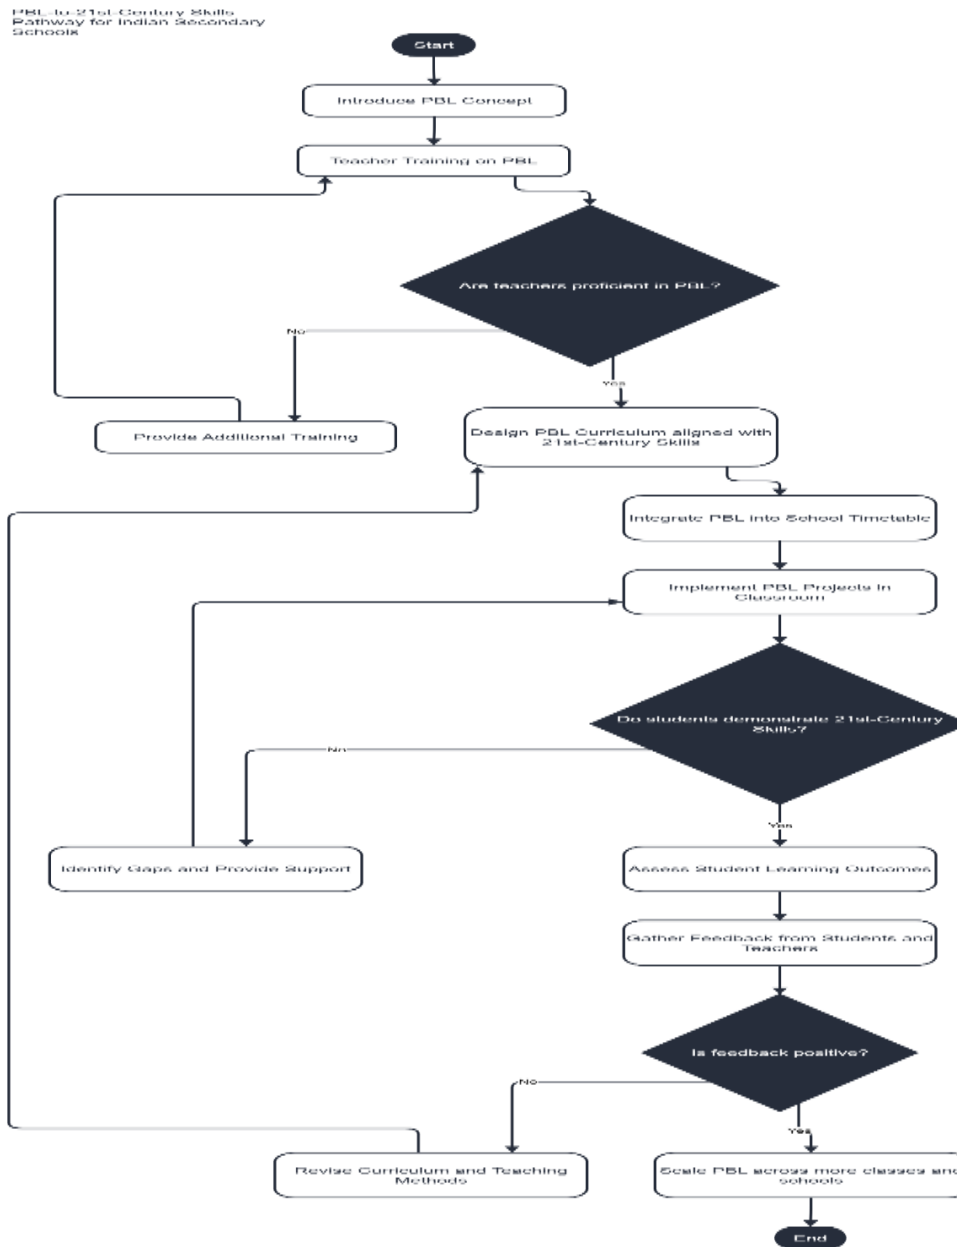 PBL-to-21st-Century Skills
Pathway for Indian Secondary
Schools
Start
Introduce PBL Concept
Teacher Training on PBL
Are teachers proficient in PBL?
No
Yes
Provide Additional Training
Design PBL Curriculum aligned with
21st-Century Skills
Integrate PBL into School Timetable
Implement PBL Projects in
Classroom
Do students demonstrate 21st-Century
Skills?
No
Yes
Identify Gaps and Provide Support
Assess Student Learning Outcomes
Gather Feedback from Students and
Teachers
Is feedback positive?
No
Yes
Revise Curriculum and Teaching
Methods
Scale PBL across more classes and
schools
End